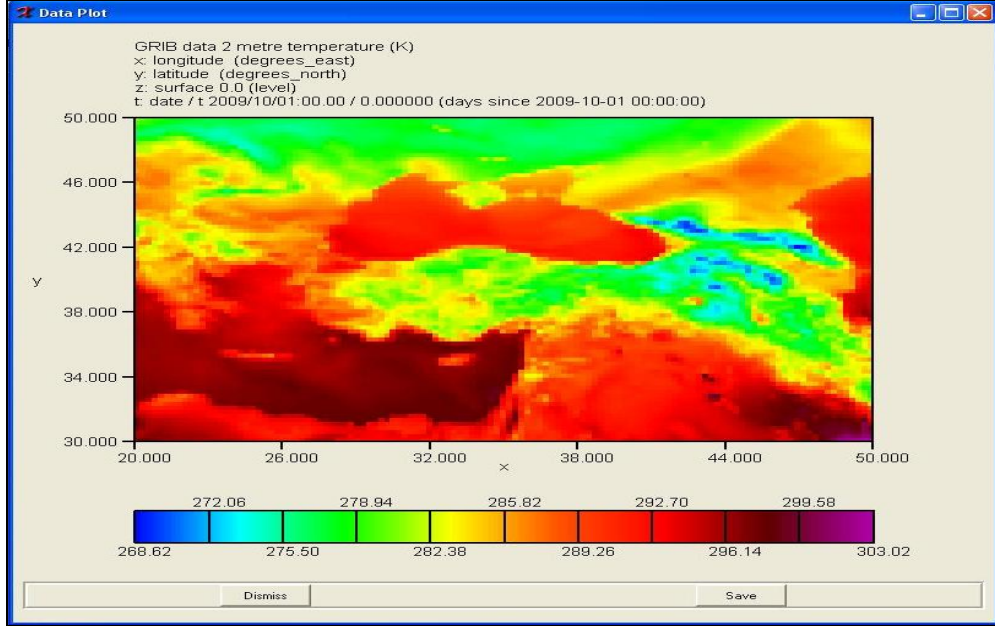 Data Plot
GRIB data 2 metre temperature (K)
x: longitude (degrees_east)
y: latitude (degrees_north)
z: surface 0.0 (level)
t: date / t 2009/10/01:00.00 / 0.000000 (days since 2009-10-01 00:00:00)
50.000
46.000
42.000
y
38.000
34.000
30.000
20.000 26.000 32.000 38.000 44.000 50.000
x
272.06 278.94 285.82 292.70 299.58
268.62 275.50 282.38 289.26 296.14 303.02
Dismiss Save